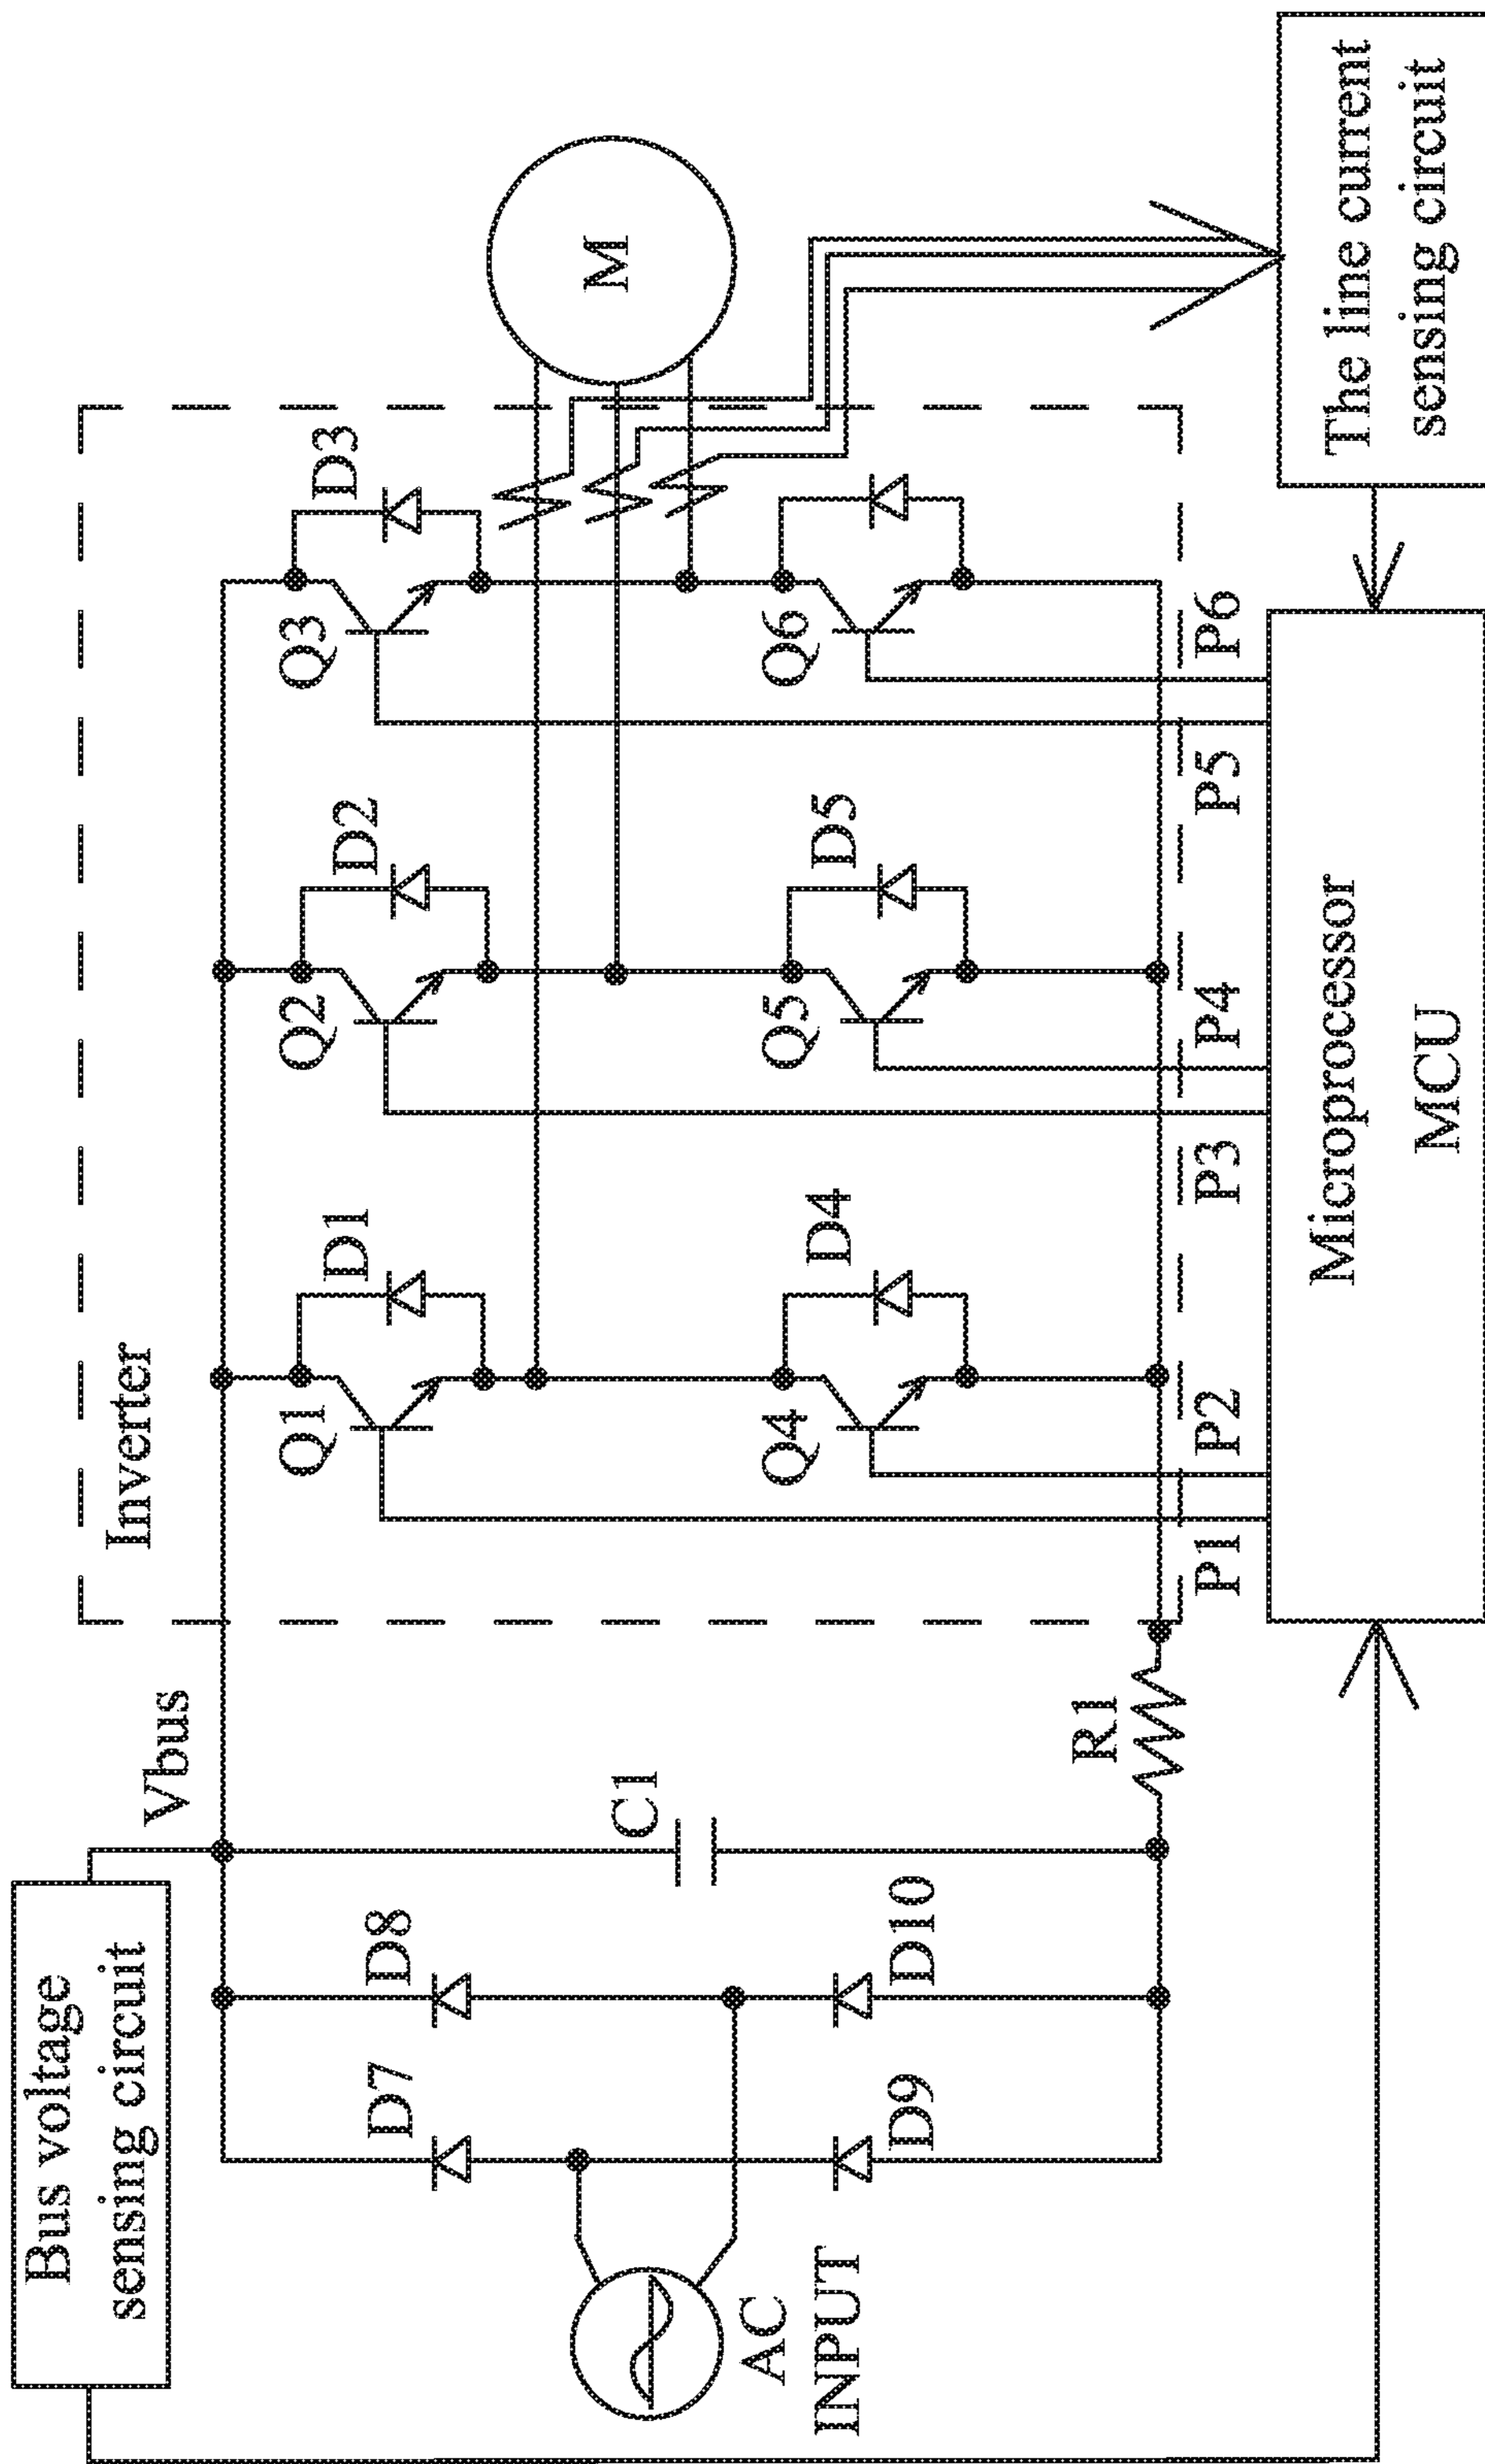 Bus voltage
sensing circuit
Vbus
Inverter
D7
D8
C1
D9
D10
AC
INPUT
R1
Q1
D1
Q2
D2
Q3
D3
Q4
D4
Q5
D5
Q6
M
P1
P2
P3
P4
P5
P6
Microprocessor
MCU
The line current
sensing circuit